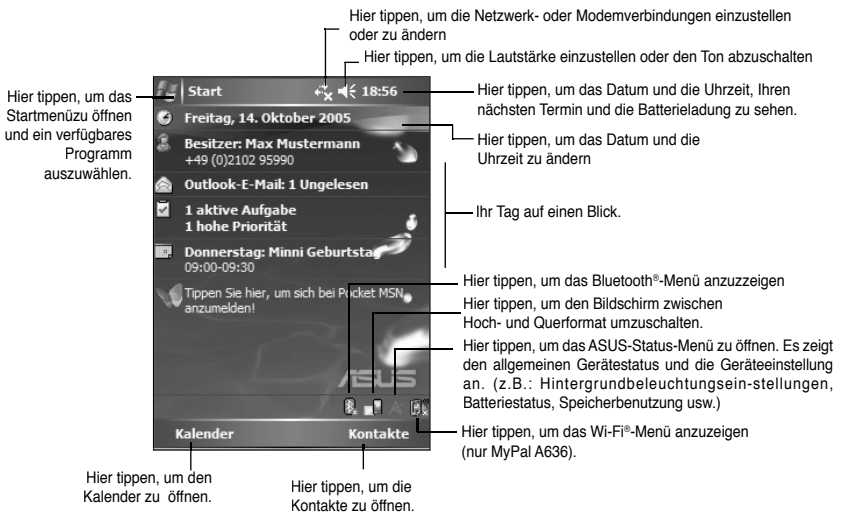 Hier tippen, um die Netzwerk- oder Modemverbindungen einzustellen
oder zu ändern
Hier tippen, um die Lautstärke einzustellen oder den Ton abzuschalten
Hier tippen, um das
Startmenüzu öffnen
und ein verfügbares
Programm
auszuwählen.
Start 18:56
Freitag, 14. Oktober 2005
Besitzer: Max Mustermann
+49 (0)2102 95990
Outlook-E-Mail: 1 Ungelesen
1 aktive Aufgabe
1 hohe Priorität
Donnerstag: Minni Geburtstag
09:00-09:30
Tippen Sie hier, um sich bei Pocket MSN
anzumelden!
ASUS
Kalender Kontakte
Hier tippen, um das Datum und die Uhrzeit, Ihren
nächsten Termin und die Batterieladung zu sehen.
Hier tippen, um das Datum und die
Uhrzeit zu ändern
Ihr Tag auf einen Blick.
Hier tippen, um das Bluetooth®-Menü anzuzzeigen
Hier tippen, um den Bildschirm zwischen
Hoch- und Querformat umzuschalten.
Hier tippen, um das ASUS-Status-Menü zu öffnen. Es zeigt
den allgemeinen Gerätestatus und die Geräteeinstellung
an. (z.B.: Hintergrundbeleuchtungsein-stellungen,
Batteriestatus, Speicherbenutzung usw.)
Hier tippen, um das Wi-Fi®-Menü anzuzeigen
(nur MyPal A636).
Hier tippen, um den
Kalender zu öffnen.
Hier tippen, um die
Kontakte zu öffnen.